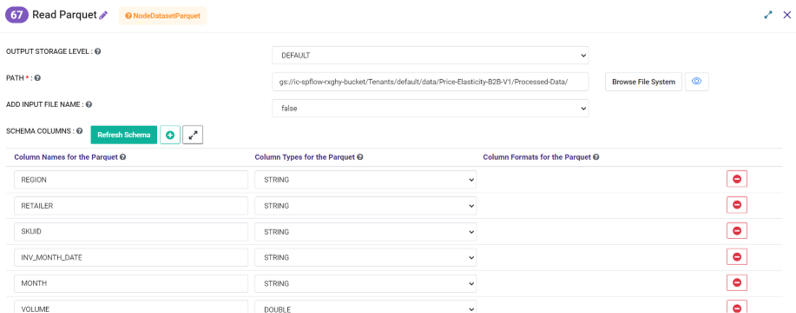 67 Read Parquet NodeDatasetParquet
OUTPUT STORAGE LEVEL : DEFAULT
PATH * : gs://ic-spflow-rxghy-bucket/Tenants/default/data/Price-Elasticity-B2B-V1/Processed-Data/ Browse File System
ADD INPUT FILE NAME : false
SCHEMA COLUMNS : Refresh Schema
Column Names for the Parquet Column Types for the Parquet Column Formats for the Parquet
REGION STRING
RETAILER STRING
SKUID STRING
INV_MONTH_DATE STRING
MONTH STRING
VOLUME DOUBLE